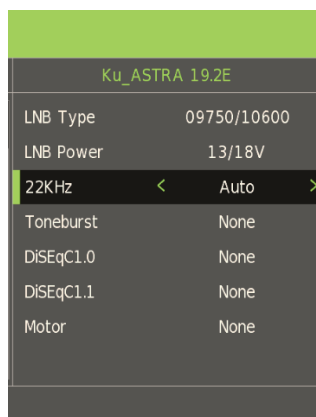 Ku_ASTRA 19.2E
LNB Type 09750/10600
LNB Power 13/18V
22KHz < Auto >
Toneburst None
DiSEqC1.0 None
DiSEqC1.1 None
Motor None